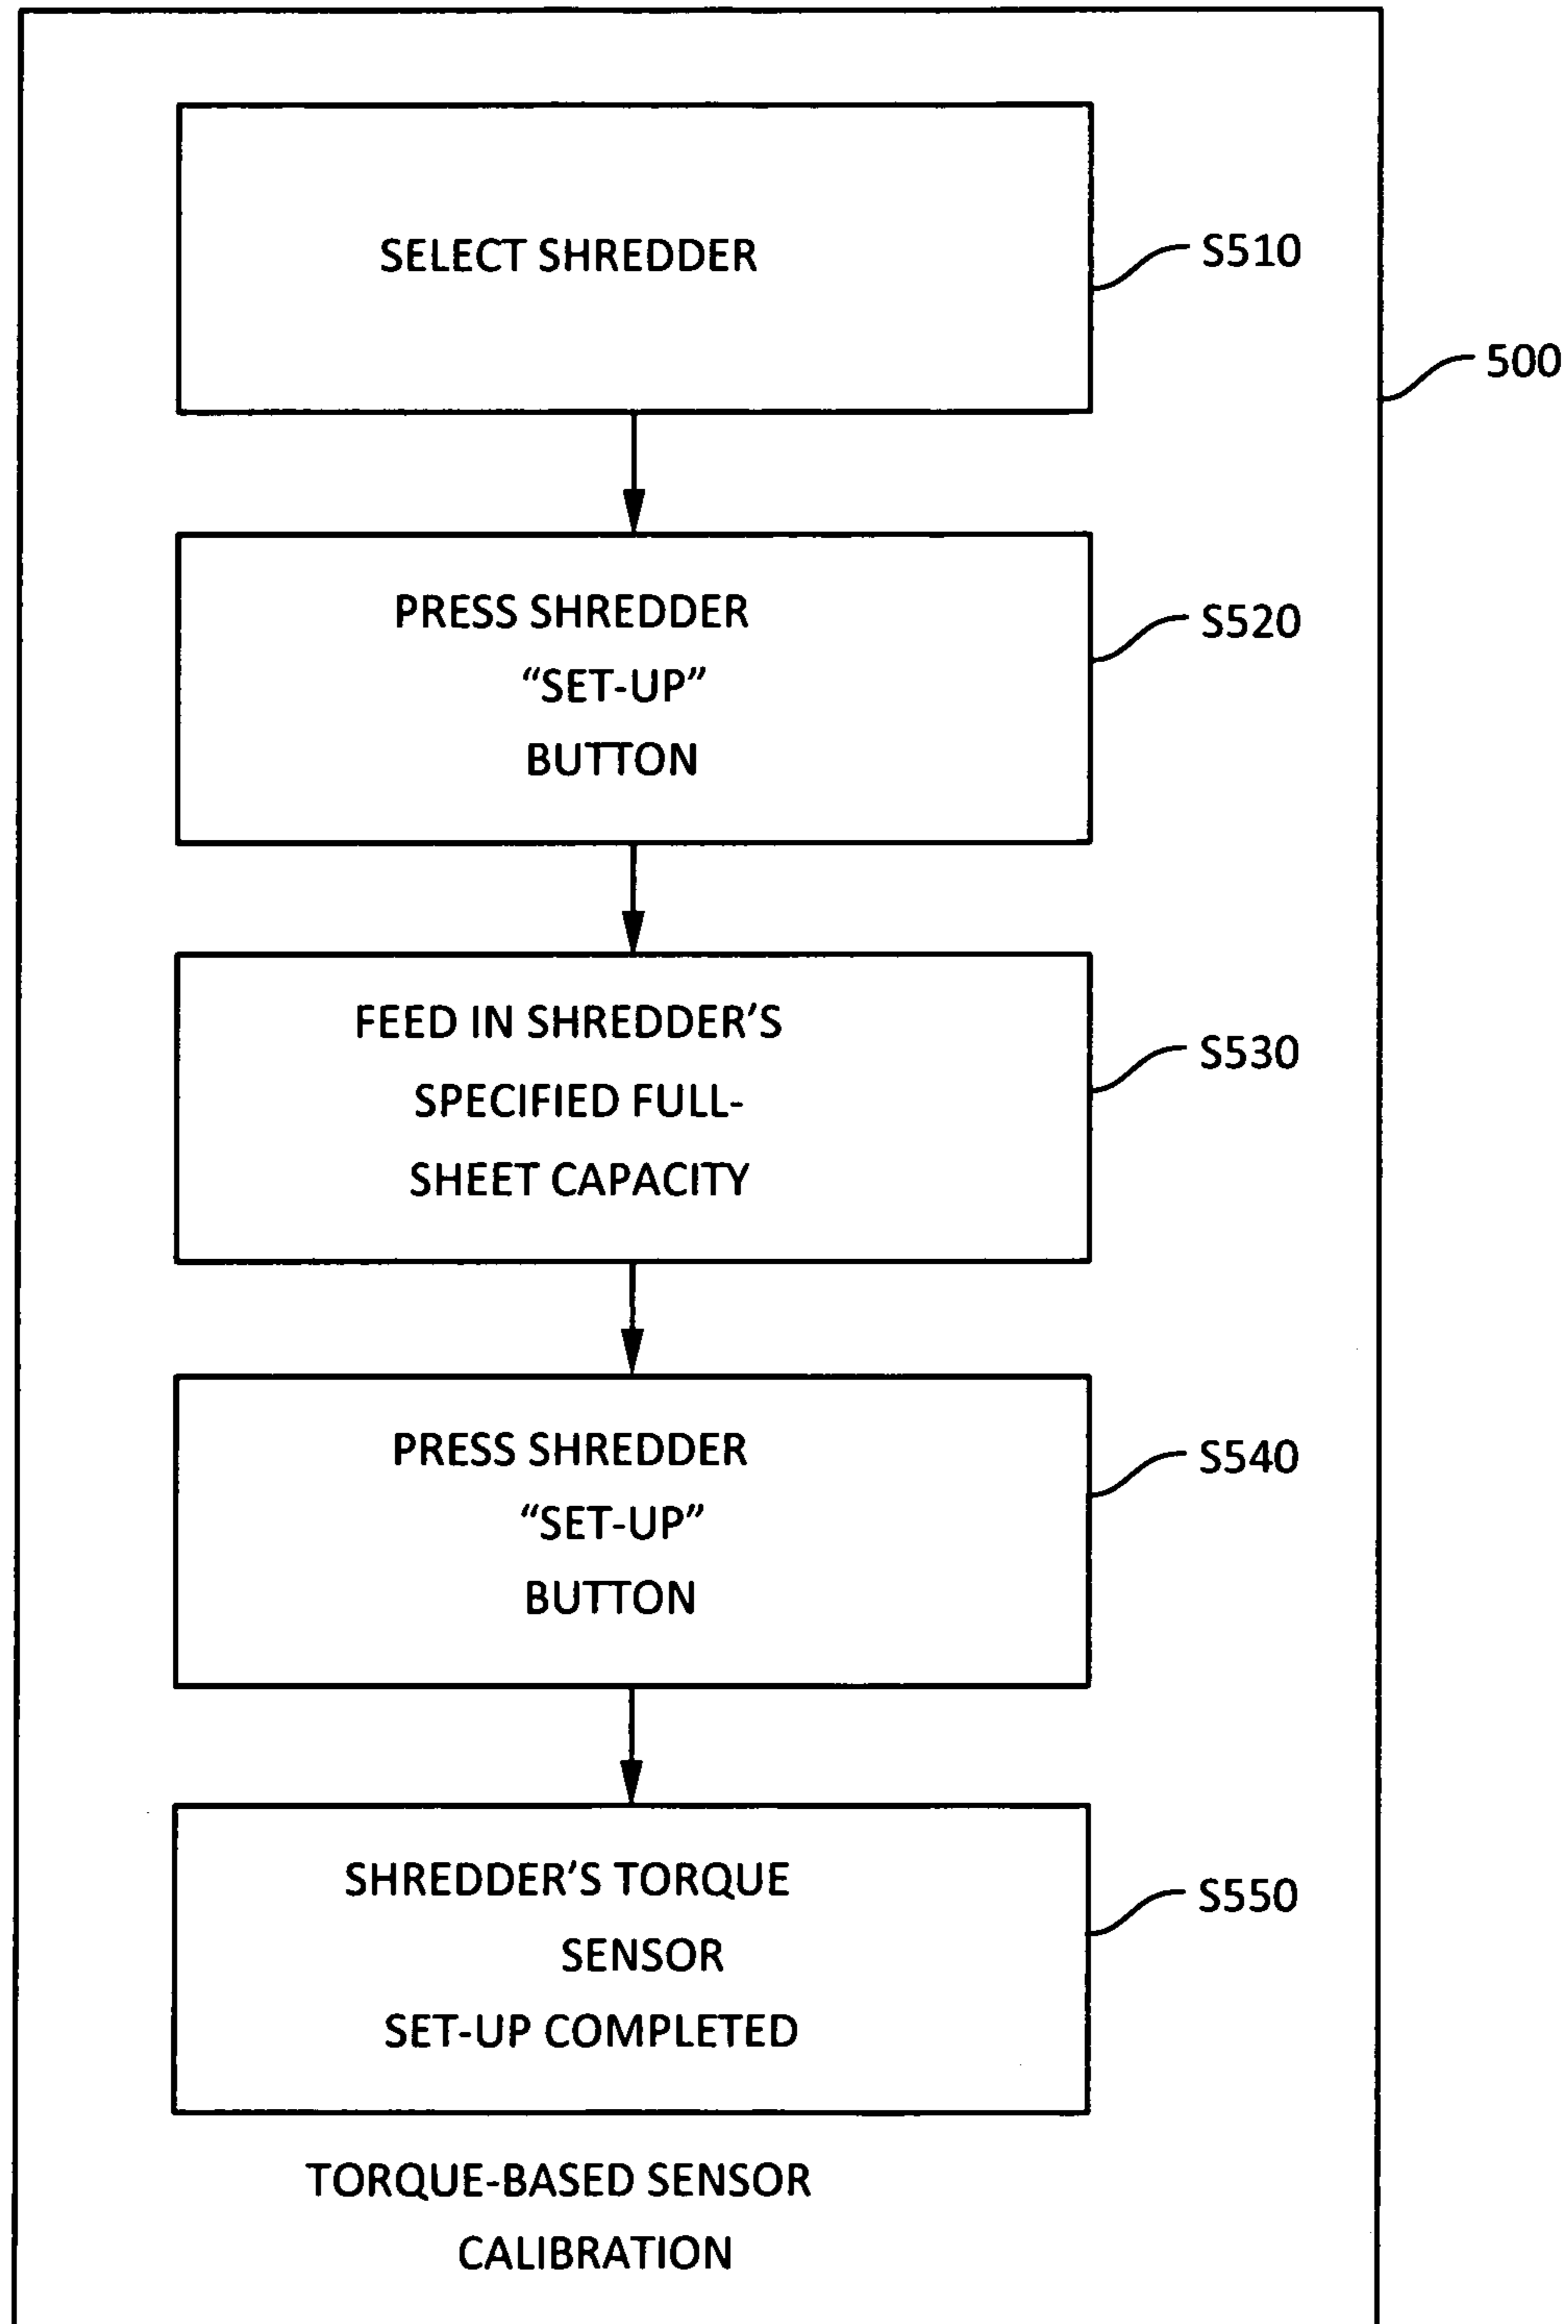 SELECT SHREDDER
S510
500
PRESS SHREDDER
“SET-UP”
BUTTON
S520
FEED IN SHREDDER’S
SPECIFIED FULL-
SHEET CAPACITY
S530
PRESS SHREDDER
“SET-UP”
BUTTON
S540
SHREDDER’S TORQUE
SENSOR
SET-UP COMPLETED
S550
TORQUE-BASED SENSOR
CALIBRATION